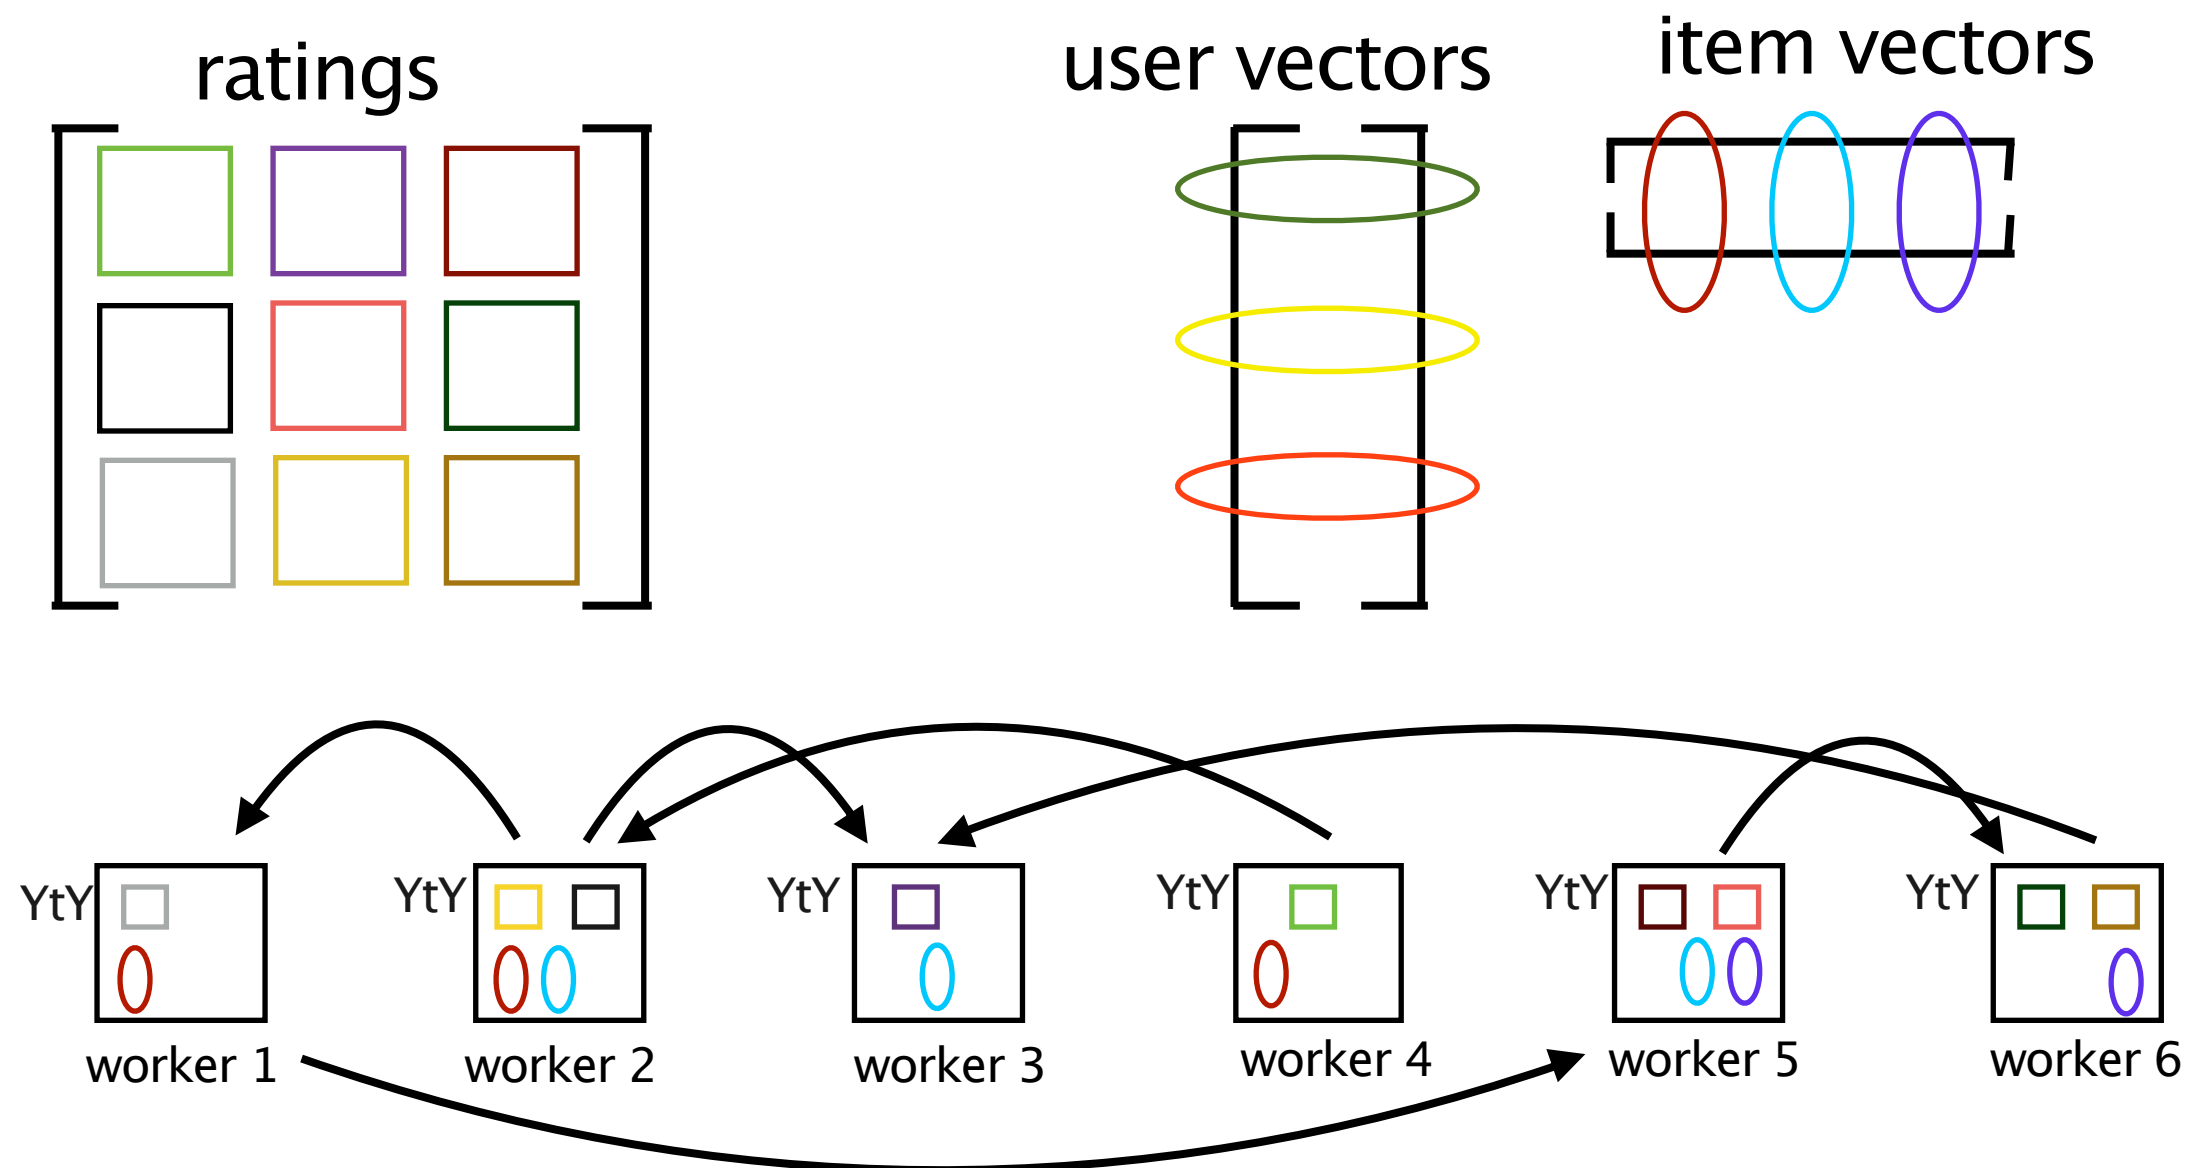 ratings
user vectors
item vectors
YtY
YtY
YtY
YtY
YtY
YtY
worker 1
worker 2
worker 3
worker 4
worker 5
worker 6